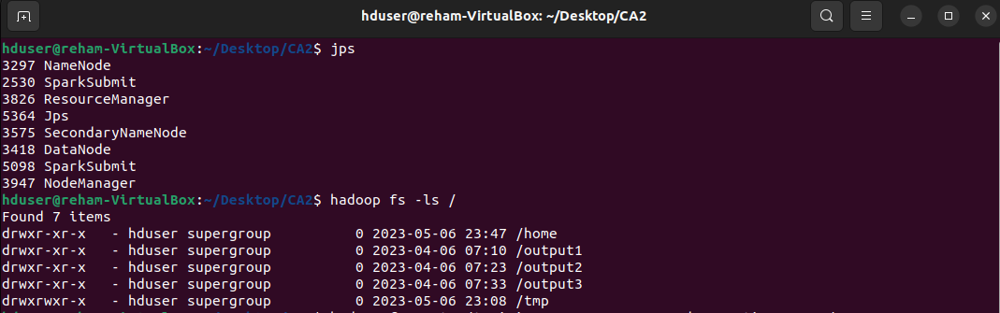 hduser@reham-VirtualBox: ~/Desktop/CA2
hduser@reham-VirtualBox:~/Desktop/CA2$ jps
3297 NameNode
2530 SparkSubmit
3826 ResourceManager
5364 Jps
3575 SecondaryNameNode
3418 DataNode
5098 SparkSubmit
3947 NodeManager
hduser@reham-VirtualBox:~/Desktop/CA2$ hadoop fs -ls /
Found 7 items
drwxr-xr-x   - hduser supergroup          0 2023-05-06 23:47 /home
drwxr-xr-x   - hduser supergroup          0 2023-04-06 07:10 /output1
drwxr-xr-x   - hduser supergroup          0 2023-04-06 07:23 /output2
drwxr-xr-x   - hduser supergroup          0 2023-04-06 07:33 /output3
drwxrwxr-x   - hduser supergroup          0 2023-05-06 23:08 /tmp